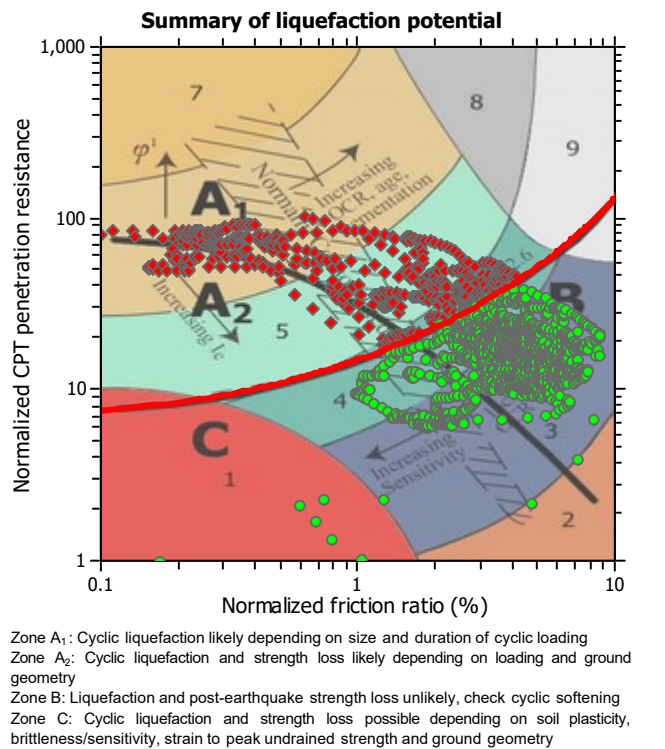 Summary of liquefaction potential
1,000
7
8
9
φ'
Increasing
OCR, age,
cementation
A1
100
2.6
A2
B
Increasing Ic
5
Normalized CPT penetration resistance
10
4
C
3
Increasing
Sensitivity
1
2
1
0.1
1
10
Normalized friction ratio (%)
Zone A1: Cyclic liquefaction likely depending on size and duration of cyclic loading
Zone A2: Cyclic liquefaction and strength loss likely depending on loading and ground
geometry
Zone B: Liquefaction and post-earthquake strength loss unlikely, check cyclic softening
Zone C: Cyclic liquefaction and strength loss possible depending on soil plasticity,
brittleness/sensitivity, strain to peak undrained strength and ground geometry